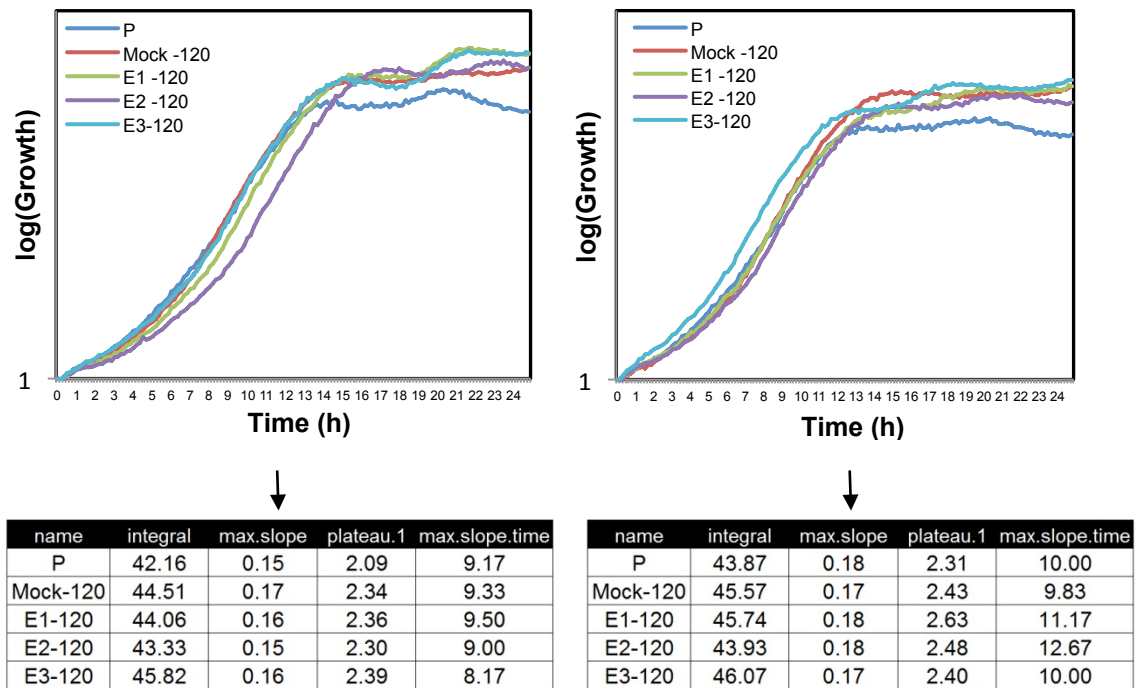 P
Mock -120
E1 -120
E2 -120
E3-120
log(Growth)
1
0 1 2 3 4 5 6 7 8 9 10 11 12 13 14 15 16 17 18 19 20 21 22 23 24
Time (h)
P
Mock -120
E1 -120
E2 -120
E3-120
log(Growth)
1
0 1 2 3 4 5 6 7 8 9 10 11 12 13 14 15 16 17 18 19 20 21 22 23 24
Time (h)
name integral max.slope plateau.1 max.slope.time
P 42.16 0.15 2.09 9.17
Mock-120 44.51 0.17 2.34 9.33
E1-120 44.06 0.16 2.36 9.50
E2-120 43.33 0.15 2.30 9.00
E3-120 45.82 0.16 2.39 8.17
name integral max.slope plateau.1 max.slope.time
P 43.87 0.18 2.31 10.00
Mock-120 45.57 0.17 2.43 9.83
E1-120 45.74 0.18 2.63 11.17
E2-120 43.93 0.18 2.48 12.67
E3-120 46.07 0.17 2.40 10.00